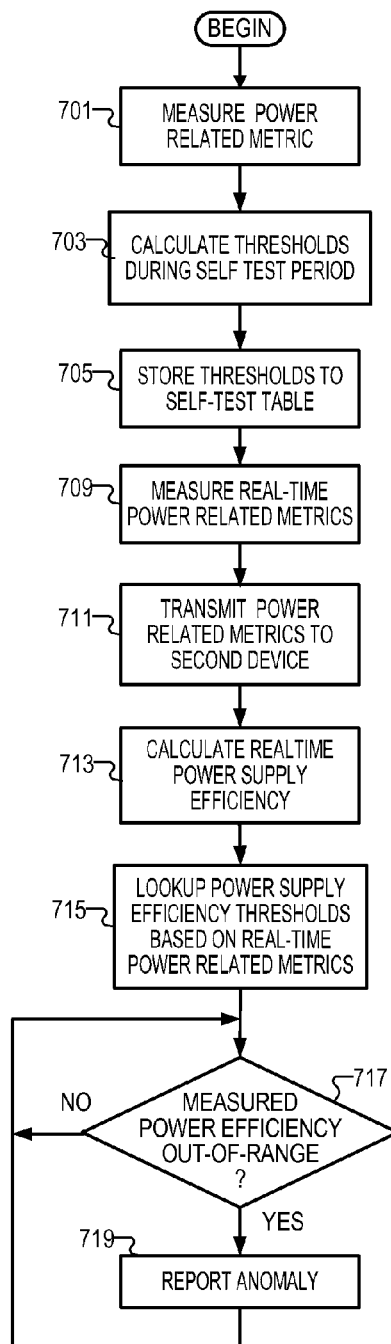 BEGIN
701
MEASURE POWER
RELATED METRIC
703
CALCULATE THRESHOLDS
DURING SELF TEST PERIOD
705
STORE THRESHOLDS TO
SELF-TEST TABLE
709
MEASURE REAL-TIME
POWER RELATED METRICS
711
TRANSMIT POWER
RELATED METRICS TO
SECOND DEVICE
713
CALCULATE REALTIME
POWER SUPPLY
EFFICIENCY
715
LOOKUP POWER SUPPLY
EFFICIENCY THRESHOLDS
BASED ON REAL-TIME
POWER RELATED METRICS
717
NO
MEASURED
POWER EFFICIENCY
OUT-OF-RANGE
?
YES
719
REPORT ANOMALY